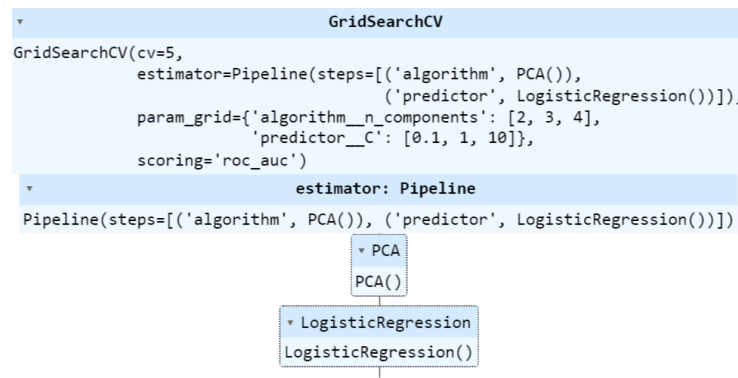 GridSearchCV
GridSearchCV(cv=5,
             estimator=Pipeline(steps=[('algorithm', PCA()),
                                       ('predictor', LogisticRegression())]),
             param_grid={'algorithm__n_components': [2, 3, 4],
                         'predictor__C': [0.1, 1, 10]},
             scoring='roc_auc')
estimator: Pipeline
Pipeline(steps=[('algorithm', PCA()), ('predictor', LogisticRegression())])
PCA
PCA()
LogisticRegression
LogisticRegression()